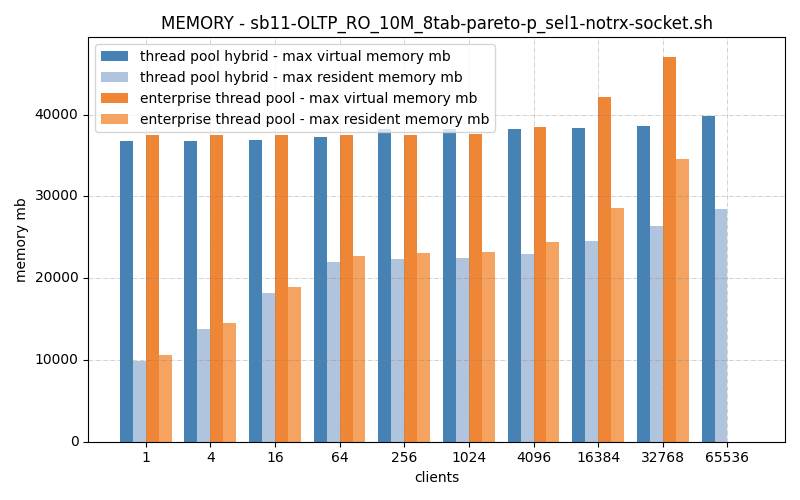 MEMORY - sb11-OLTP_RO_10M_8tab-pareto-p_sel1-notrx-socket.sh
thread pool hybrid - max virtual memory mb
thread pool hybrid - max resident memory mb
enterprise thread pool - max virtual memory mb
enterprise thread pool - max resident memory mb
memory mb
40000
30000
20000
10000
0
1 4 16 64 256 1024 4096 16384 32768 65536
clients